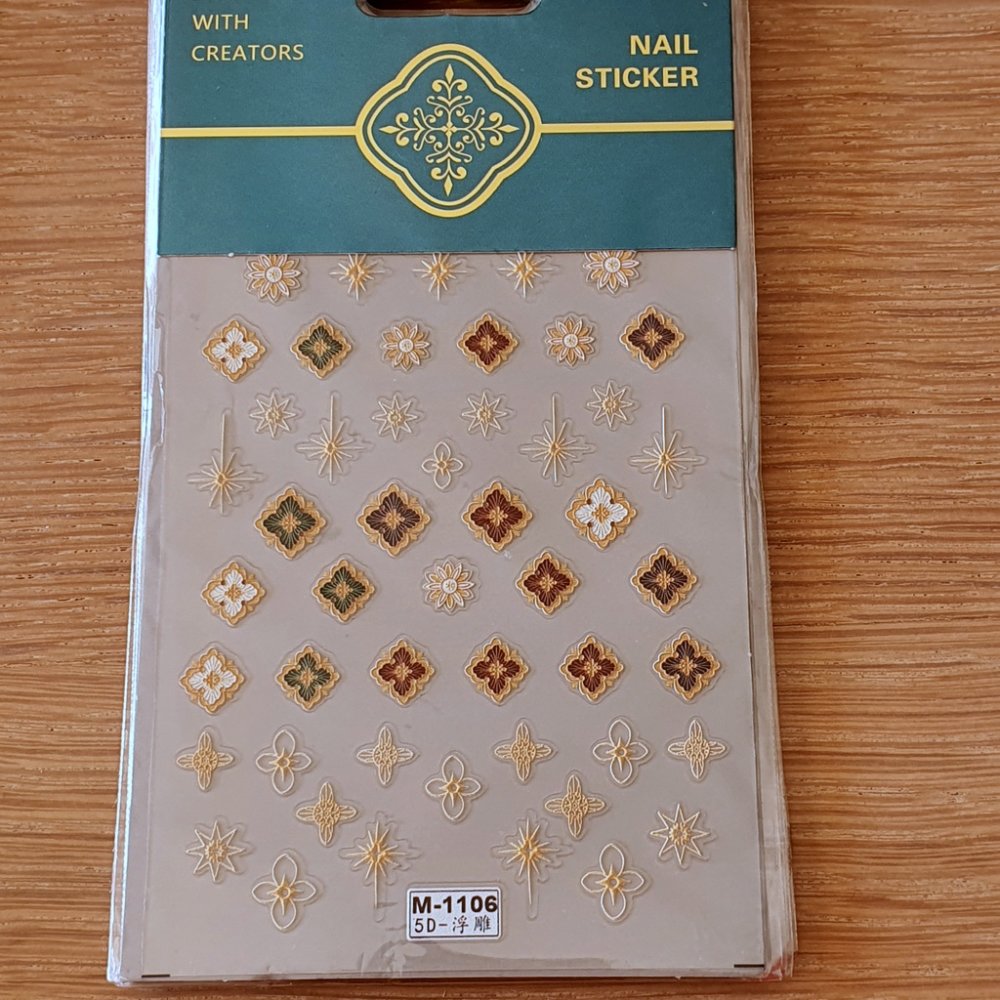 WITH
CREATORS
NAIL
STICKER
M-1106
5D-浮雕